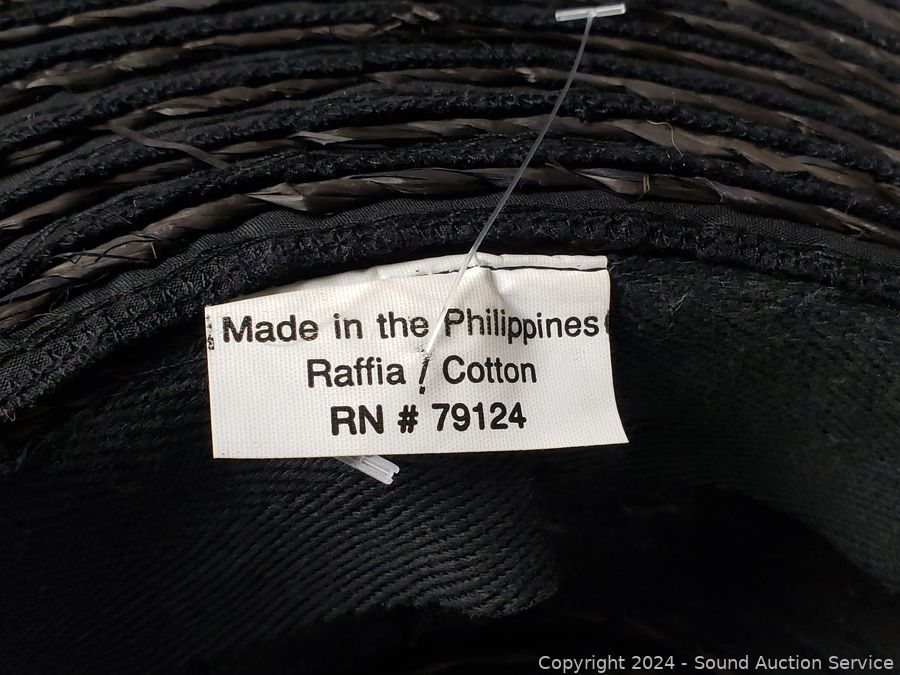 Made in the Philippines
Raffia / Cotton
RN # 79124
Copyright 2024 - Sound Auction Service